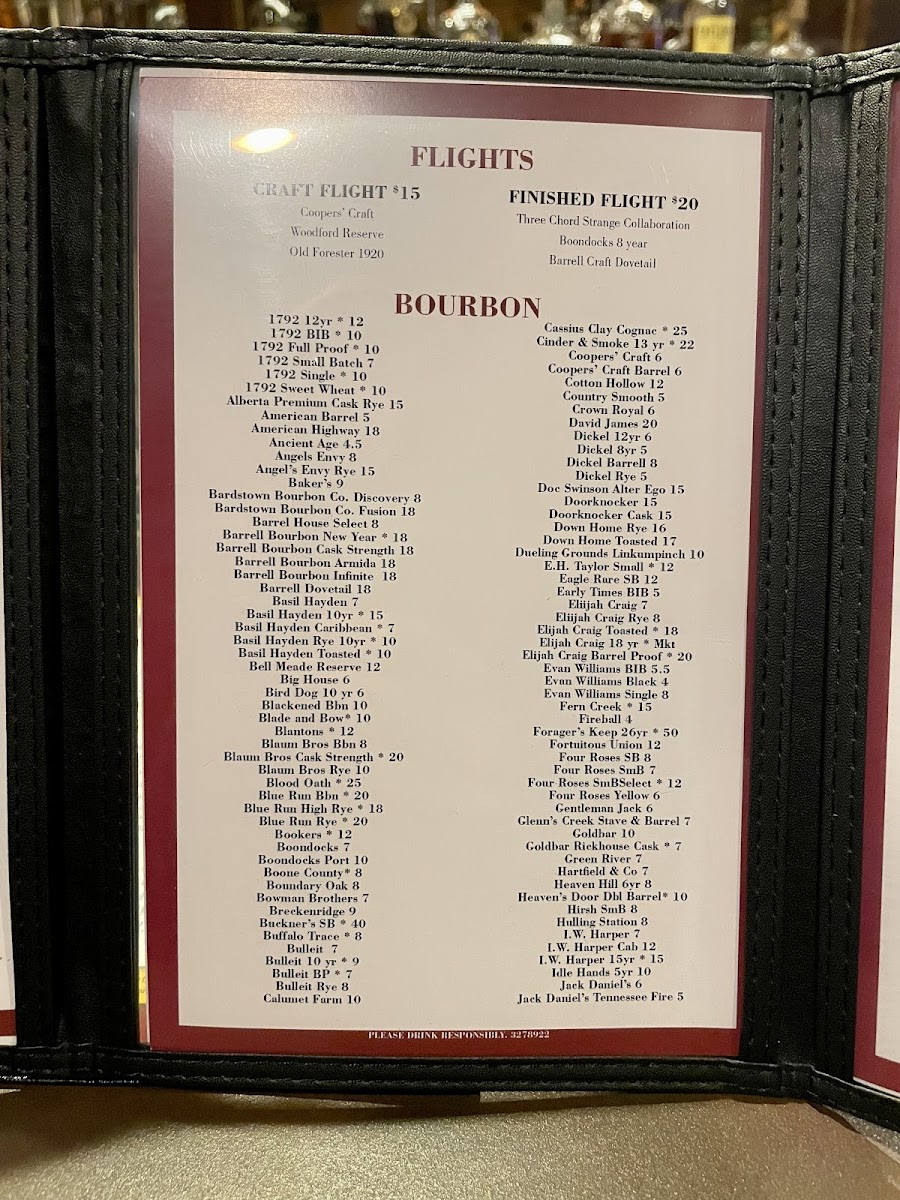 FLIGHTS
CRAFT FLIGHT $15
Coopers' Craft
Woodford Reserve
Old Forester 1920
FINISHED FLIGHT $20
Three Chord Strange Collaboration
Boondocks 8 year
Barrell Craft Dovetail
BOURBON
1792 12yr * 12
1792 BIB * 10
1792 Full Proof * 10
1792 Small Batch 7
1792 Single * 10
1792 Sweet Wheat * 10
Alberta Premium Cask Rye 15
American Barrel 5
American Highway 18
Ancient Age 4.5
Angels Envy 8
Angel's Envy Rye 15
Baker's 9
Bardstown Bourbon Co. Discovery 8
Bardstown Bourbon Co. Fusion 18
Barrel House Select 8
Barrell Bourbon New Year * 18
Barrell Bourbon Cask Strength 18
Barrell Bourbon Armida 18
Barrell Bourbon Infinite 18
Barrell Dovetail 18
Basil Hayden 7
Basil Hayden 10yr * 15
Basil Hayden Caribbean * 7
Basil Hayden Rye 10yr * 10
Basil Hayden Toasted * 10
Bell Meade Reserve 12
Big House 6
Bird Dog 10 yr 6
Blackened Bbn 10
Blade and Bow* 10
Blantons * 12
Blaum Bros Bbn 8
Blaum Bros Cask Strength * 20
Blaum Bros Rye 10
Blood Oath * 25
Blue Run Bbn * 20
Blue Run High Rye * 18
Blue Run Rye * 20
Bookers * 12
Boondocks 7
Boondocks Port 10
Boone County* 8
Boundary Oak 8
Bowman Brothers 7
Breckenridge 9
Buckner's SB * 40
Buffalo Trace * 8
Bulleit 7
Bulleit 10 yr * 9
Bulleit BP * 7
Bulleit Rye 8
Calumet Farm 10
Cassius Clay Cognac * 25
Cinder & Smoke 13 yr * 22
Coopers' Craft 6
Coopers' Craft Barrel 6
Cotton Hollow 12
Country Smooth 5
Crown Royal 6
David James 20
Dickel 12yr 6
Dickel 8yr 5
Dickel Barrell 8
Dickel Rye 5
Doc Swinson Alter Ego 15
Doorknocker 15
Doorknocker Cask 15
Down Home Rye 16
Down Home Toasted 17
Dueling Grounds Linkumpinch 10
E.H. Taylor Small * 12
Eagle Rare SB 12
Early Times BIB 5
Eliijah Craig 7
Eliijah Craig Rye 8
Elijah Craig Toasted * 18
Elijah Craig 18 yr * Mkt
Elijah Craig Barrel Proof * 20
Evan Williams BIB 5.5
Evan Williams Black 4
Evan Williams Single 8
Fern Creek * 15
Fireball 4
Forager's Keep 26yr * 50
Fortuitous Union 12
Four Roses SB 8
Four Roses SmB 7
Four Roses SmBSelect * 12
Four Roses Yellow 6
Gentleman Jack 6
Glenn's Creek Stave & Barrel 7
Goldbar 10
Goldbar Rickhouse Cask * 7
Green River 7
Hartfield & Co 7
Heaven Hill 6yr 8
Heaven's Door Dbl Barrel* 10
Hirsh SmB 8
Hulling Station 8
I.W. Harper 7
I.W. Harper Cab 12
I.W. Harper 15yr * 15
Idle Hands 5yr 10
Jack Daniel's 6
Jack Daniel's Tennessee Fire 5
PLEASE DRINK RESPONSIBLY. 3278922